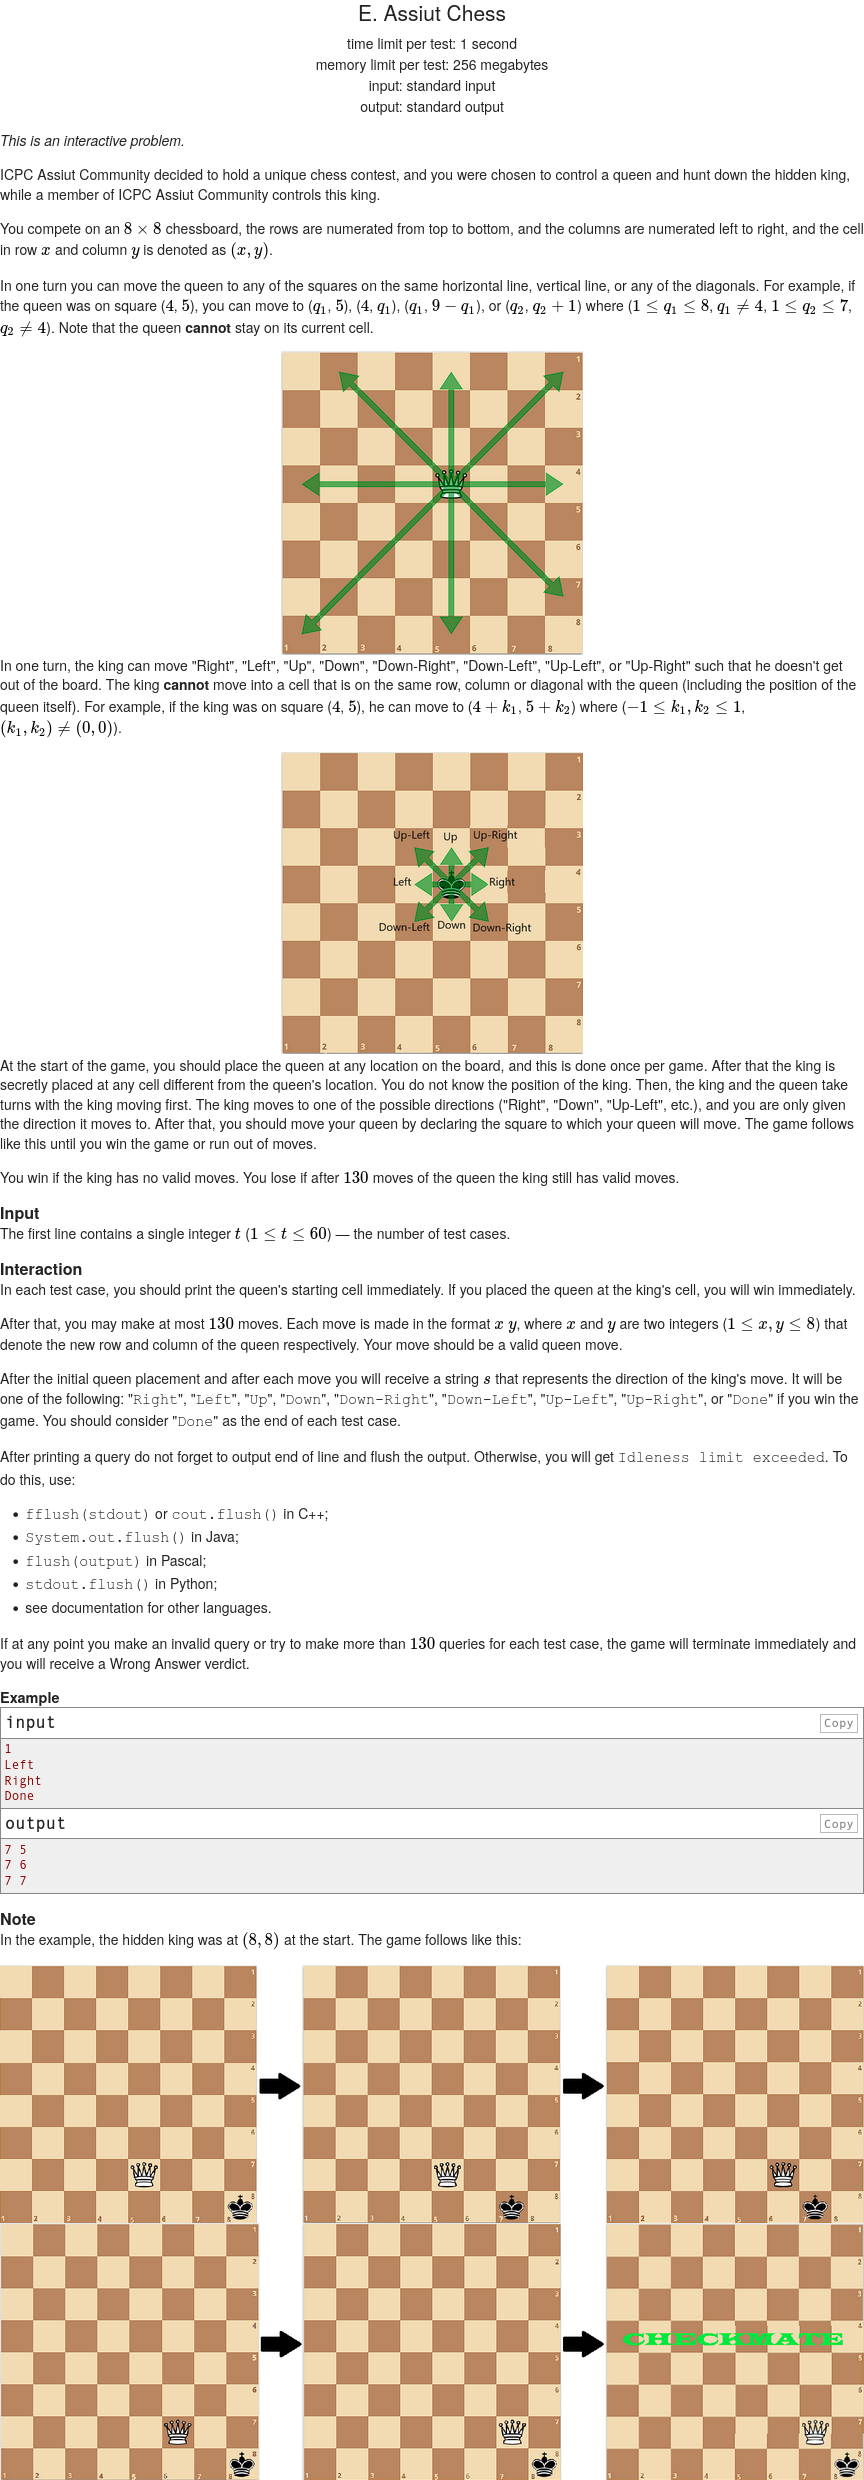 E. Assiut Chess
time limit per test: 1 second
memory limit per test: 256 megabytes
input: standard input
output: standard output
This is an interactive problem.
ICPC Assiut Community decided to hold a unique chess contest, and you were chosen to control a queen and hunt down the hidden king,
while a member of ICPC Assiut Community controls this king.
You compete on an 8 × 8 chessboard, the rows are numerated from top to bottom, and the columns are numerated left to right, and the cell
in row x and column y is denoted as (x, y).
In one turn you can move the queen to any of the squares on the same horizontal line, vertical line, or any of the diagonals. For example, if
the queen was on square (4, 5), you can move to (q₁, 5), (4, q₁), (q₁, 9 − q₁), or (q₂, q₂ + 1) where (1 ≤ q₁ ≤ 8, q₁ ≠ 4, 1 ≤ q₂ ≤ 7,
q₂ ≠ 4). Note that the queen cannot stay on its current cell.
1
2
3
4
5
6
7
8
1 2 3 4 5 6 7
In one turn, the king can move "Right", "Left", "Up", "Down", "Down-Right", "Down-Left", "Up-Left", or "Up-Right" such that he doesn't get
out of the board. The king cannot move into a cell that is on the same row, column or diagonal with the queen (including the position of the
queen itself). For example, if the king was on square (4, 5), he can move to (4 + k₁, 5 + k₂) where (−1 ≤ k₁, k₂ ≤ 1,
(k₁, k₂) ≠ (0, 0)).
1
2
3
Up-Left Up Up-Right
4
Left Right
5
Down-Left Down Down-Right
6
7
8
1 2 3 4 5 6 7
At the start of the game, you should place the queen at any location on the board, and this is done once per game. After that the king is
secretly placed at any cell different from the queen's location. You do not know the position of the king. Then, the king and the queen take
turns with the king moving first. The king moves to one of the possible directions ("Right", "Down", "Up-Left", etc.), and you are only given
the direction it moves to. After that, you should move your queen by declaring the square to which your queen will move. The game follows
like this until you win the game or run out of moves.
You win if the king has no valid moves. You lose if after 130 moves of the queen the king still has valid moves.
Input
The first line contains a single integer t (1 ≤ t ≤ 60) — the number of test cases.
Interaction
In each test case, you should print the queen's starting cell immediately. If you placed the queen at the king's cell, you will win immediately.
After that, you may make at most 130 moves. Each move is made in the format x y, where x and y are two integers (1 ≤ x, y ≤ 8) that
denote the new row and column of the queen respectively. Your move should be a valid queen move.
After the initial queen placement and after each move you will receive a string s that represents the direction of the king's move. It will be
one of the following: "Right", "Left", "Up", "Down", "Down-Right", "Down-Left", "Up-Left", "Up-Right", or "Done" if you win the
game. You should consider "Done" as the end of each test case.
After printing a query do not forget to output end of line and flush the output. Otherwise, you will get Idleness limit exceeded. To
do this, use:
• fflush(stdout) or cout.flush() in C++;
• System.out.flush() in Java;
• flush(output) in Pascal;
• stdout.flush() in Python;
• see documentation for other languages.
If at any point you make an invalid query or try to make more than 130 queries for each test case, the game will terminate immediately and
you will receive a Wrong Answer verdict.
Example
input
Copy
1
Left
Right
Done
output
Copy
7 5
7 6
7 7
Note
In the example, the hidden king was at (8, 8) at the start. The game follows like this:
CHECKMATE